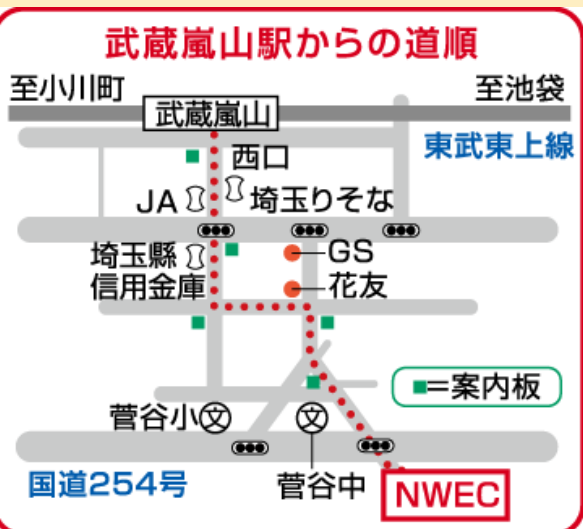 武蔵嵐山駅からの道順
至小川町
至池袋
武蔵嵐山
東武東上線
西口
JA
埼玉りそな
埼玉縣
信用金庫
GS
花友
■=案内板
菅谷小
文
文
菅谷中
国道254号
NWEC